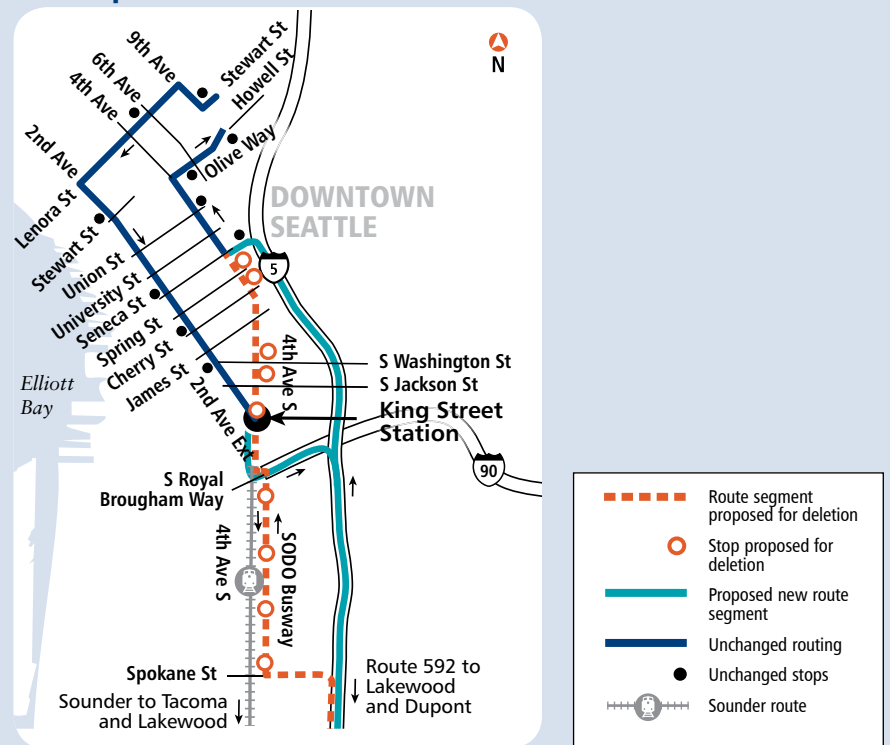 9th Ave
Stewart St
Howell St
6th Ave
4th Ave
N
2nd Ave
Olive Way
Lenora St
DOWNTOWN
SEATTLE
Stewart St
5
Union St
University St
Seneca St
Spring St
Cherry St
James St
4th Ave S
S Washington St
S Jackson St
Elliott
Bay
2nd Ave Ext
King Street
Station
90
S Royal
Brougham Way
4th Ave S
SODO Busway
Spokane St
Route 592 to
Lakewood
and Dupont
Sounder to Tacoma
and Lakewood
Route segment
proposed for deletion
Stop proposed for
deletion
Proposed new route
segment
Unchanged routing
Unchanged stops
Sounder route